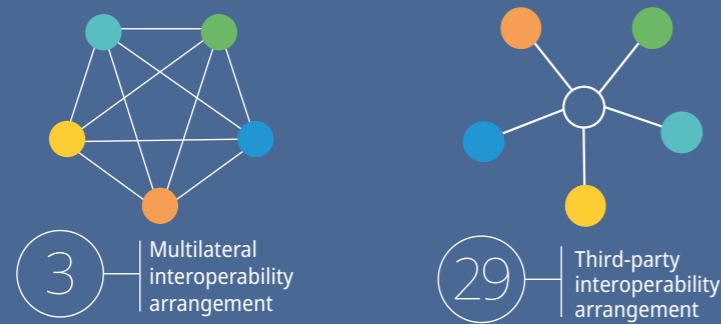 3
Multilateral
interoperability
arrangement
29
Third-party
interoperability
arrangement